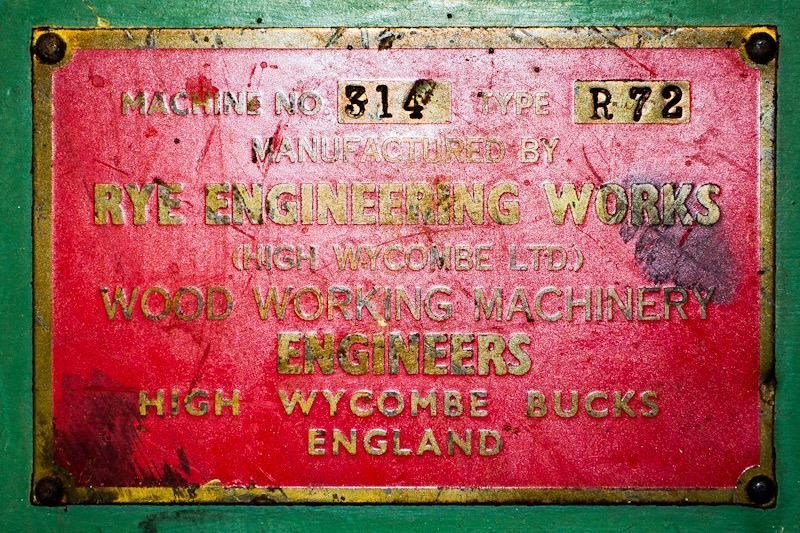 MACHINE NO. 314 TYPE R72
MANUFACTURED BY
RYE ENGINEERING WORKS
(HIGH WYCOMBE LTD.)
WOOD WORKING MACHINERY
ENGINEERS
HIGH WYCOMBE BUCKS
ENGLAND